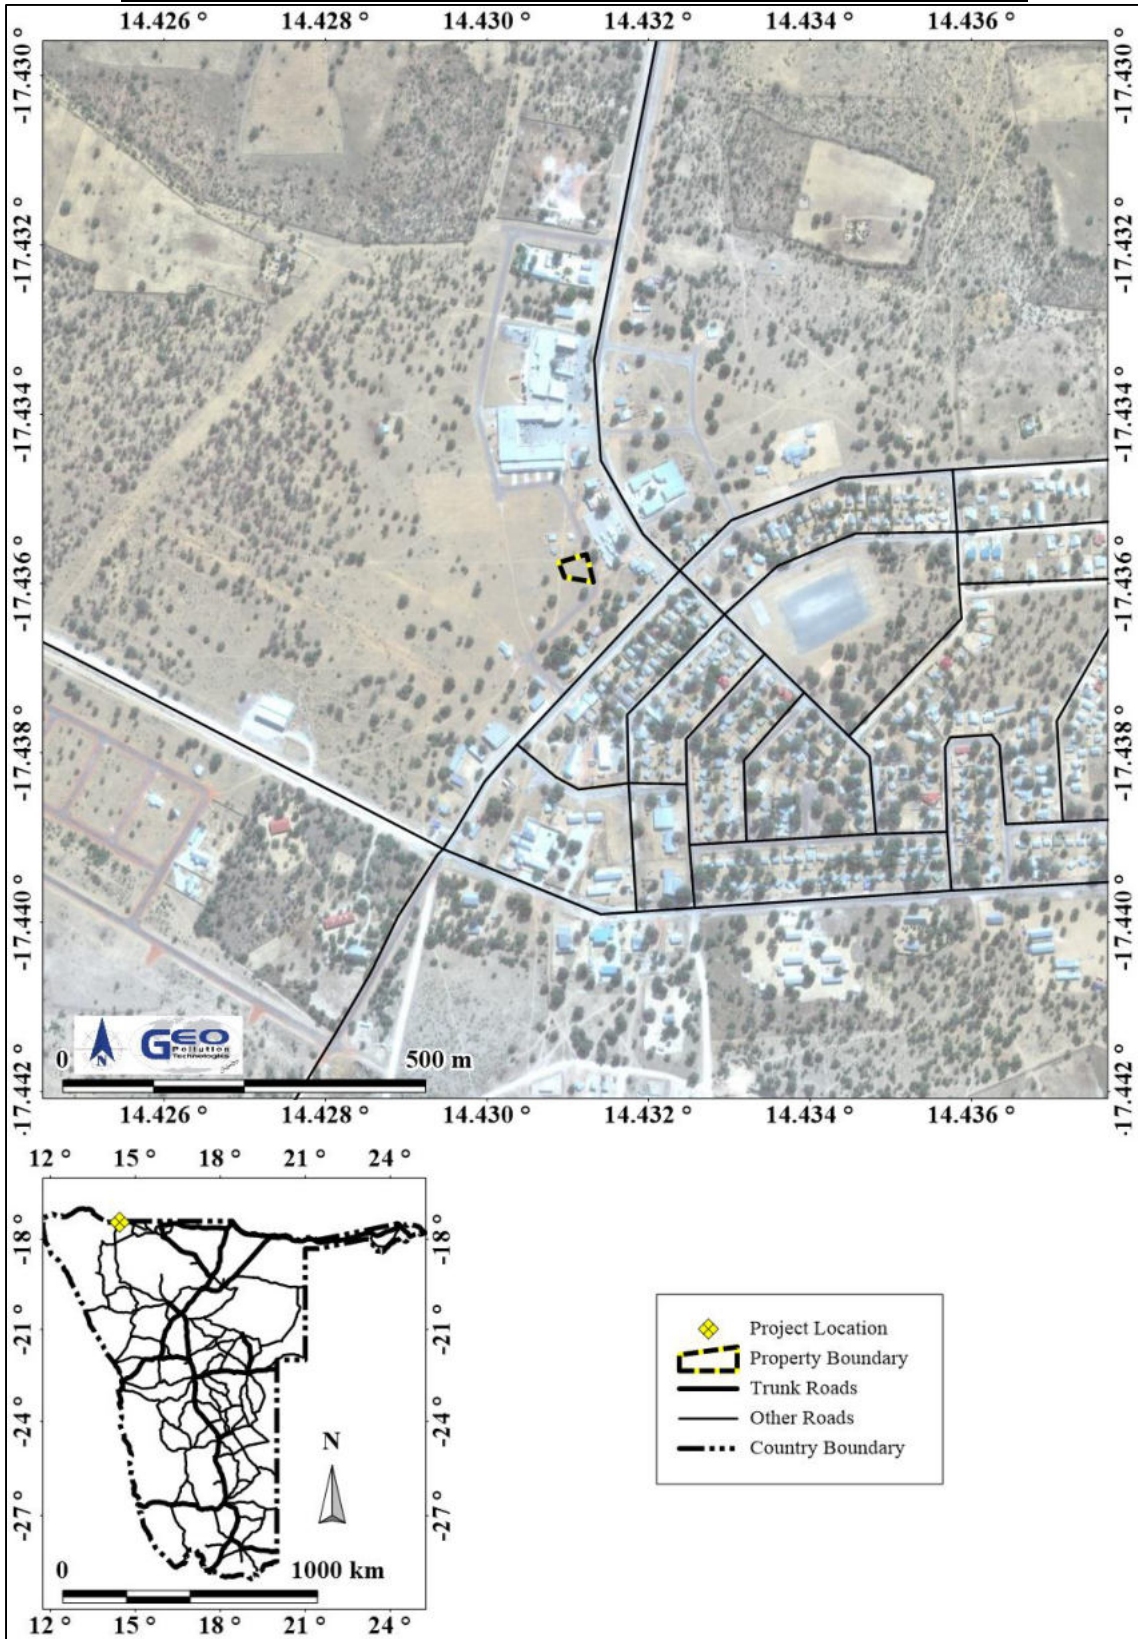 14.426 ° 14.428 ° 14.430 ° 14.432 ° 14.434 ° 14.436 °
-17.430 ° -17.430 °
-17.432 ° -17.432 °
-17.434 ° -17.434 °
-17.436 ° -17.436 °
-17.438 ° -17.438 °
-17.440 ° -17.440 °
-17.442 ° -17.442 °
N GEO
Pollution
Technologies
0 500 m
14.426 ° 14.428 ° 14.430 ° 14.432 ° 14.434 ° 14.436 °
12 ° 15 ° 18 ° 21 ° 24 °
-18 ° -18 °
-21 ° -21 °
-24 ° -24 °
-27 ° -27 °
N
0 1000 km
12 ° 15 ° 18 ° 21 ° 24 °
Project Location
Property Boundary
Trunk Roads
Other Roads
Country Boundary